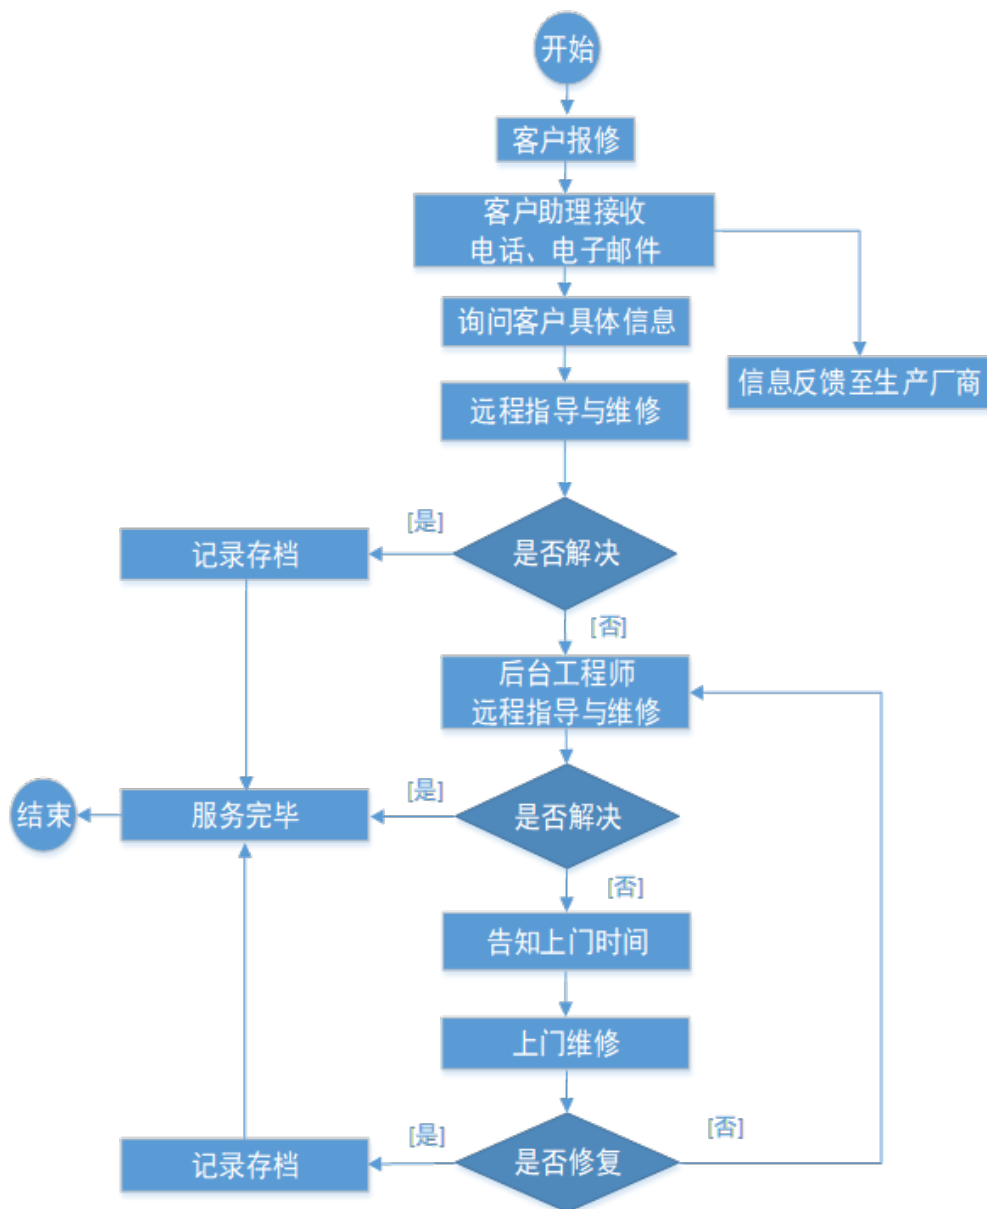 开始
客户报修
客户助理接收
电话、电子邮件
询问客户具体信息
信息反馈至生产厂商
远程指导与维修
[是]
记录存档
是否解决
[否]
后台工程师
远程指导与维修
[是]
结束
服务完毕
是否解决
[否]
告知上门时间
上门维修
[是]
[否]
记录存档
是否修复